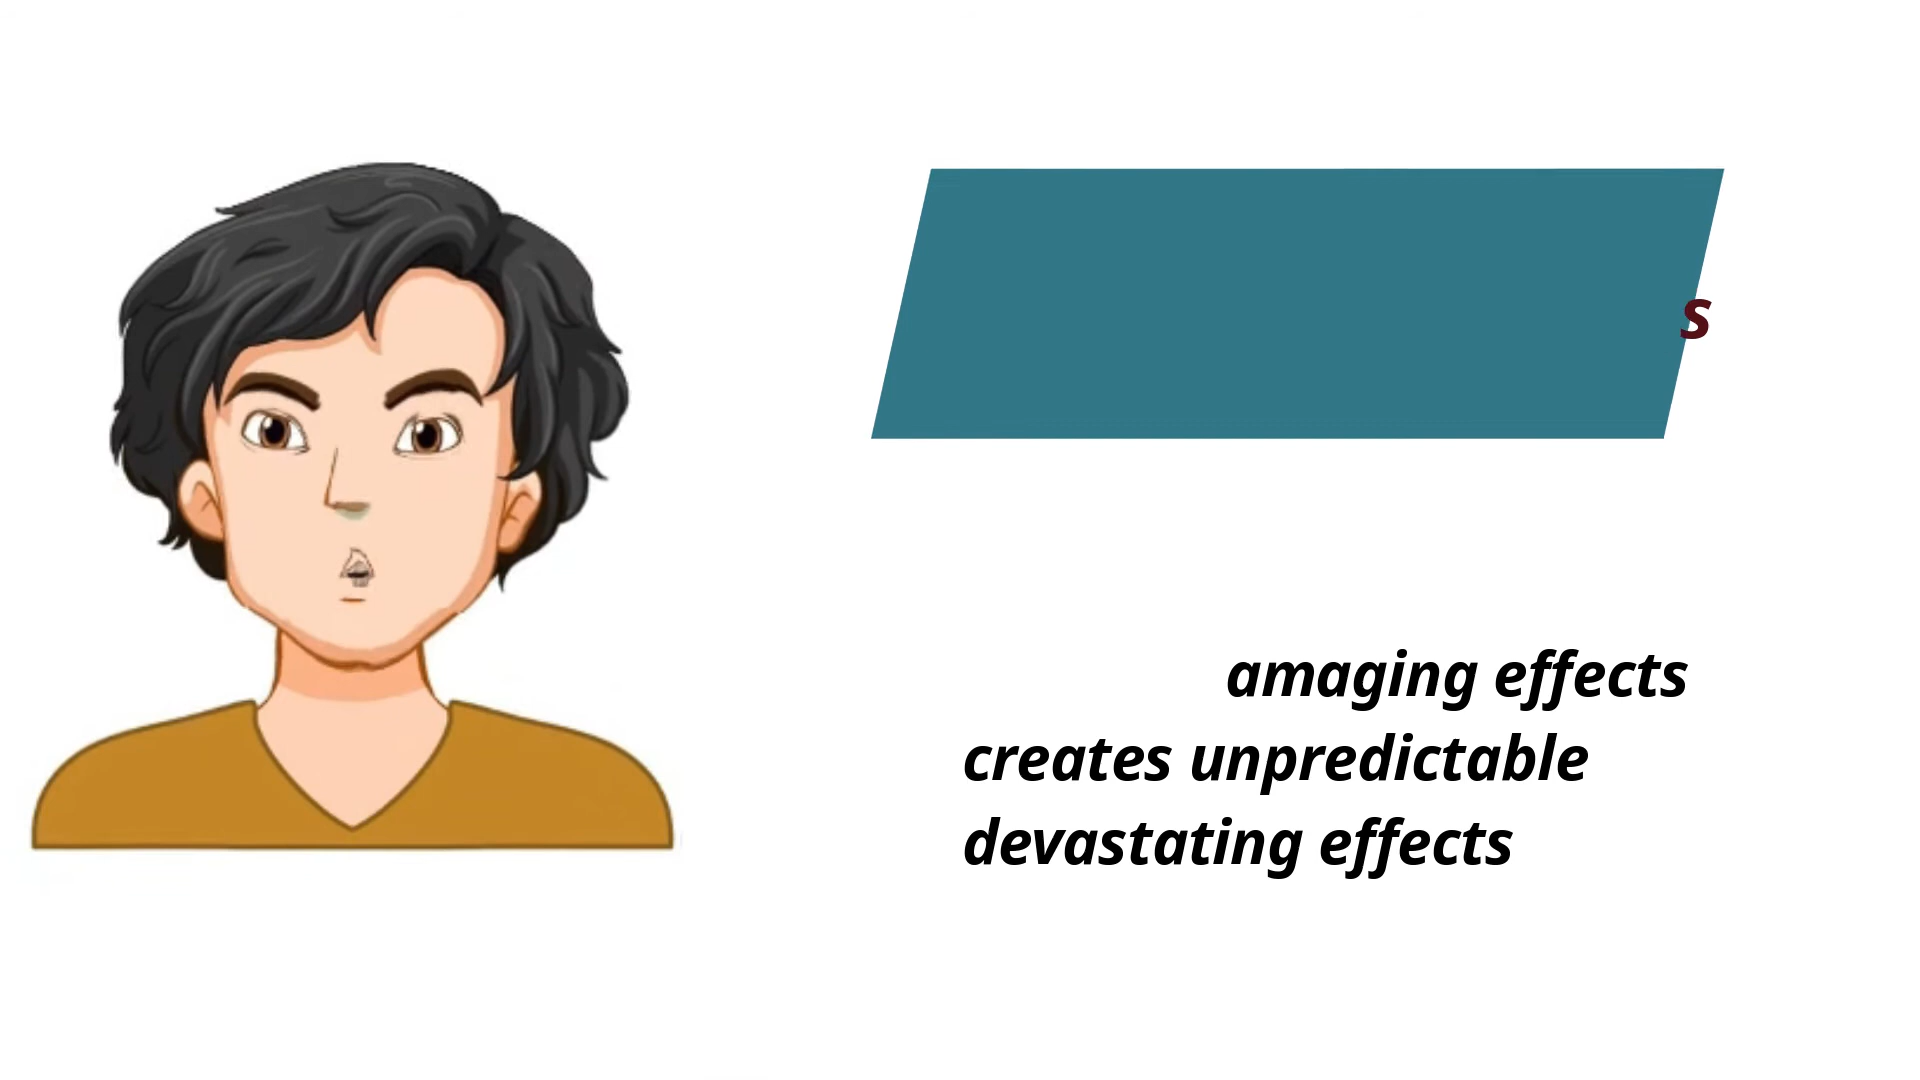 s
amaging effects
creates unpredictable
devastating effects